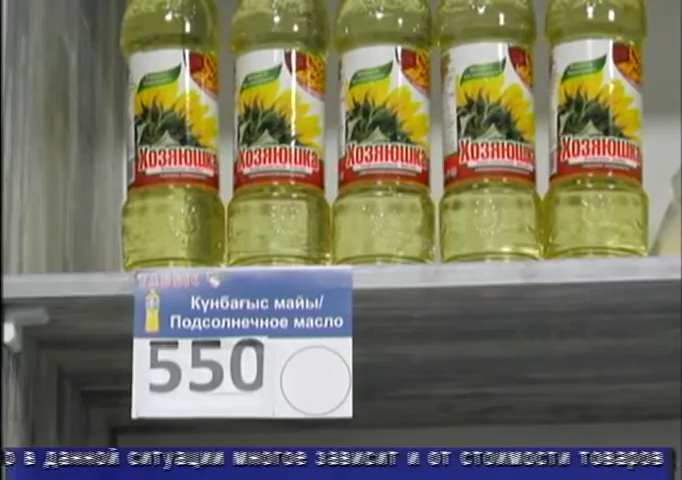 Хозяюшка Хозяюшка Хозяюшка Хозяюшка Хозяюшка
Күнбағыс майы/
Подсолнечное масло
550
в данной ситуации многое зависит и от стоимости товаров